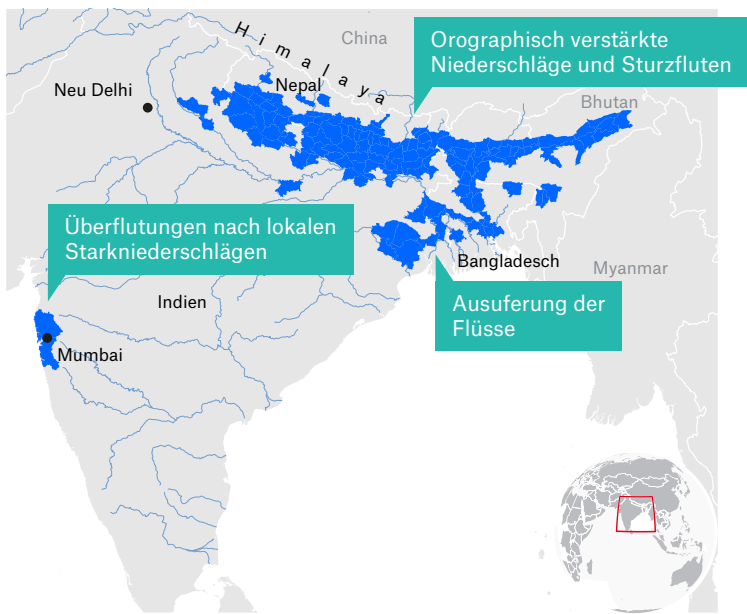 Himalaya
China
Orographisch verstärkte
Niederschläge und Sturzfluten
Neu Delhi
Nepal
Bhutan
Überflutungen nach lokalen
Starkniederschlägen
Bangladesch
Myanmar
Indien
Ausuferung der
Flüsse
Mumbai